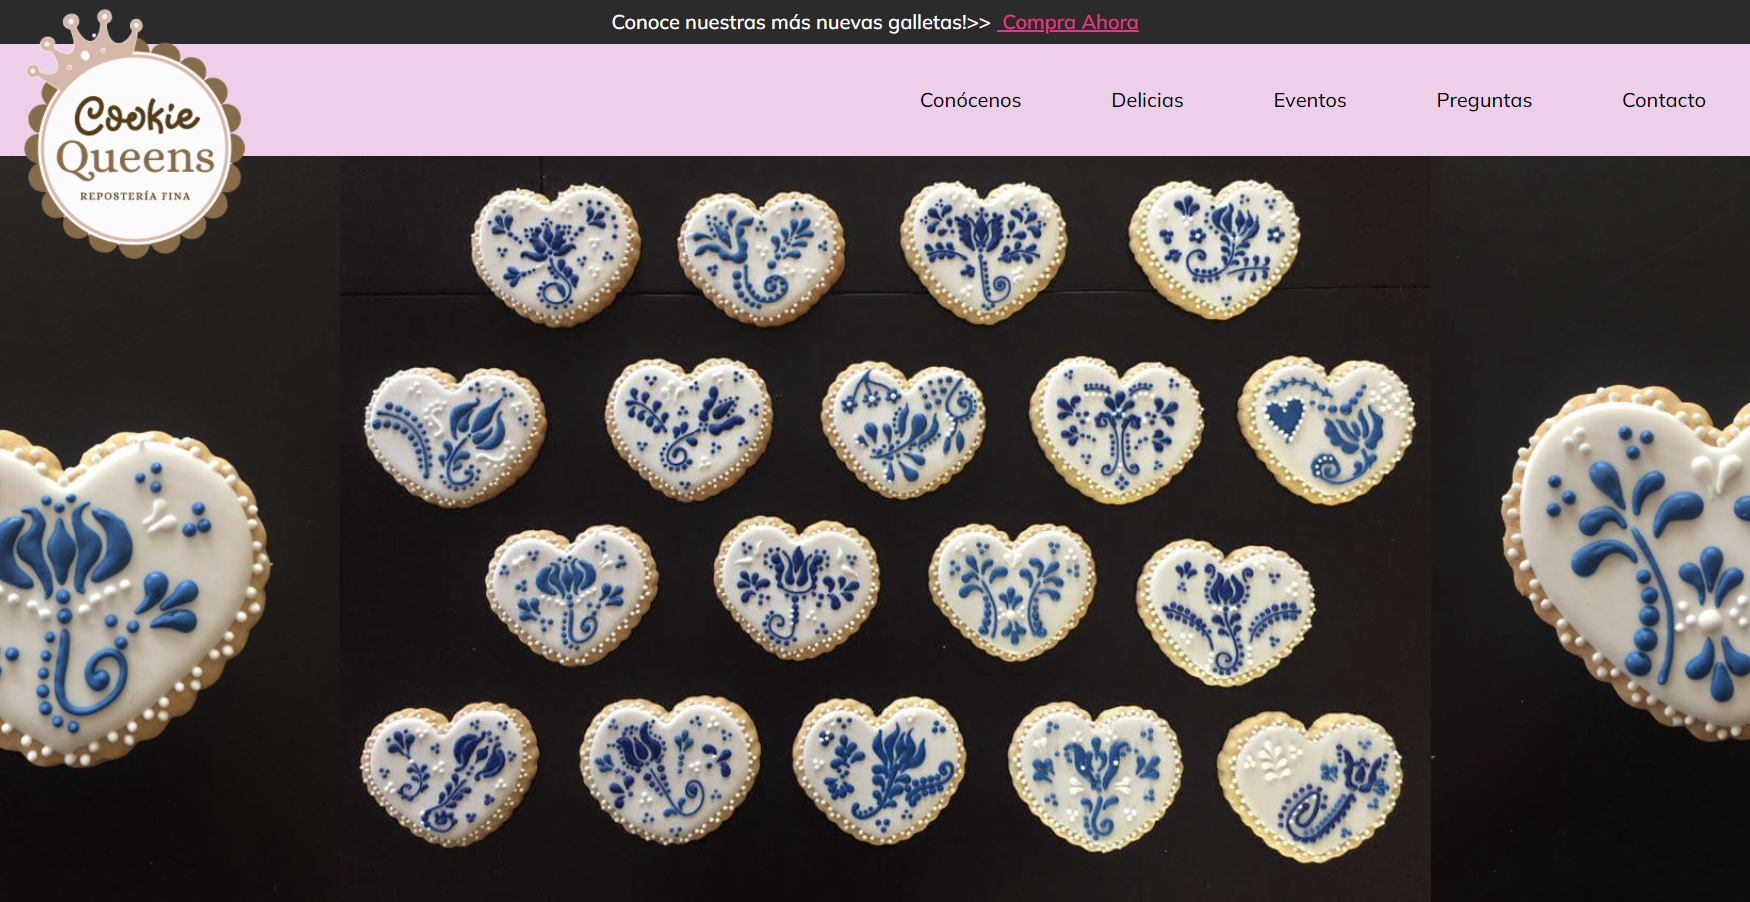 Conoce nuestras más nuevas galletas!>> Compra Ahora
Cookie
Queens
REPOSTERÍA FINA
Conócenos
Delicias
Eventos
Preguntas
Contacto